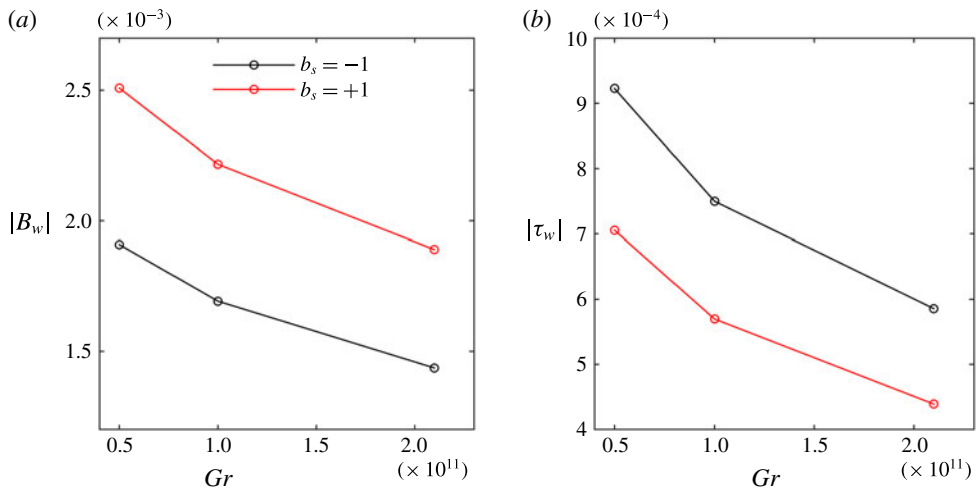 (a)
(× 10⁻³)
b_s = −1
b_s = +1
2.5
2.0
1.5
|B_w|
0.5 1.0 1.5 2.0
(× 10¹¹)
Gr
(b)
(× 10⁻⁴)
10
9
8
7
6
5
4
|τ_w|
0.5 1.0 1.5 2.0
(× 10¹¹)
Gr